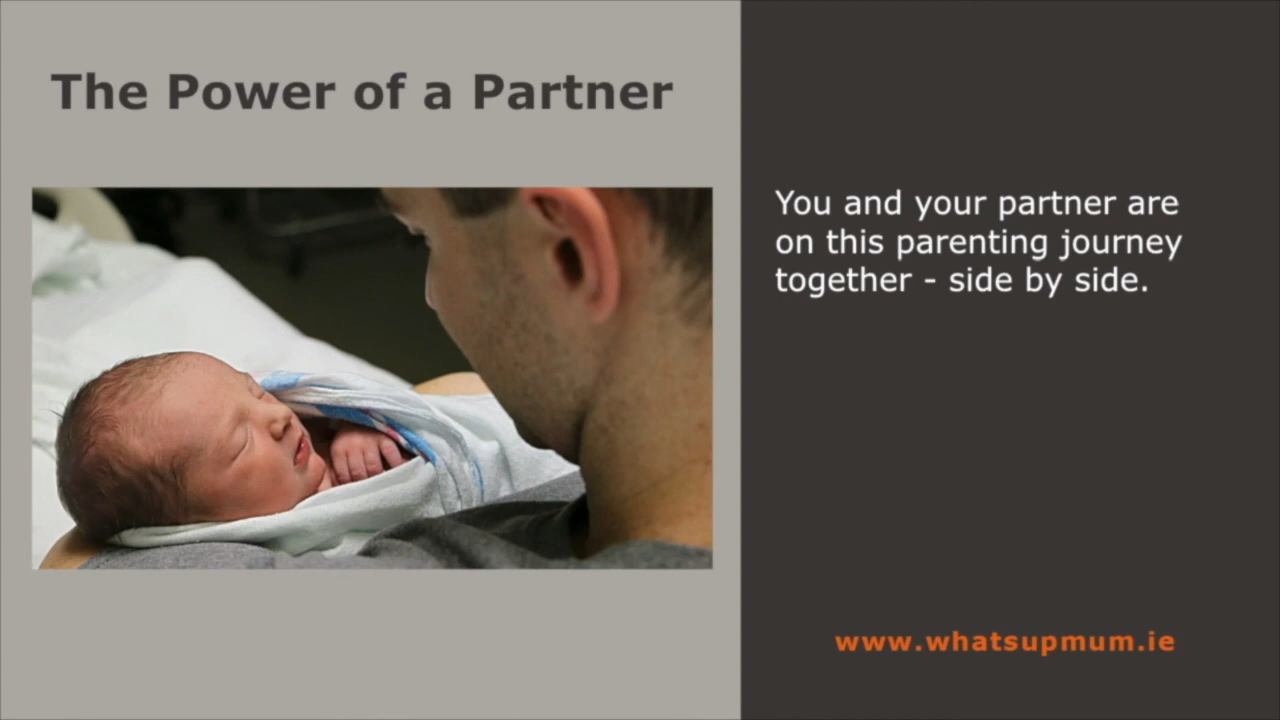 The Power of a Partner
You and your partner are
on this parenting journey
together - side by side.
www.whatsupmum.ie